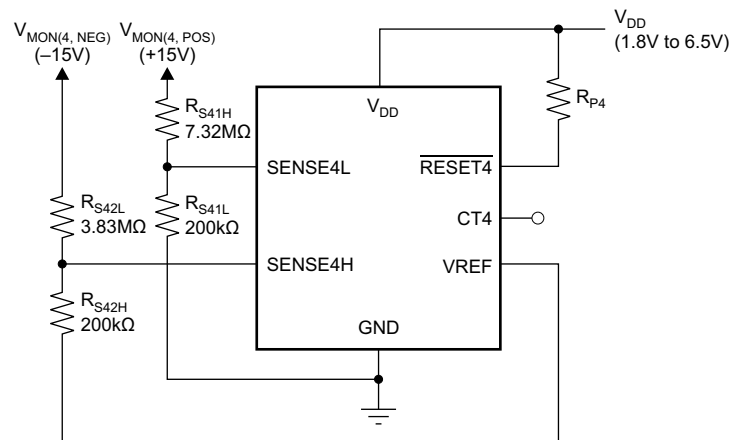 V_MON(4, NEG)
(–15V)
V_MON(4, POS)
(+15V)
V_DD
(1.8V to 6.5V)
R_S41H
7.32MΩ
R_P4
V_DD
SENSE4L
RESET4
R_S42L
3.83MΩ
R_S41L
200kΩ
CT4
SENSE4H
VREF
R_S42H
200kΩ
GND